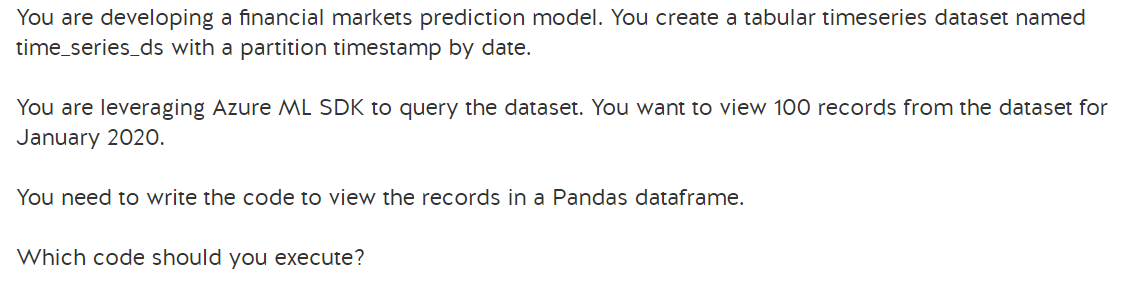 You are developing a financial markets prediction model. You create a tabular timeseries dataset named
time_series_ds with a partition timestamp by date.
You are leveraging Azure ML SDK to query the dataset. You want to view 100 records from the dataset for
January 2020.
You need to write the code to view the records in a Pandas dataframe.
Which code should you execute?